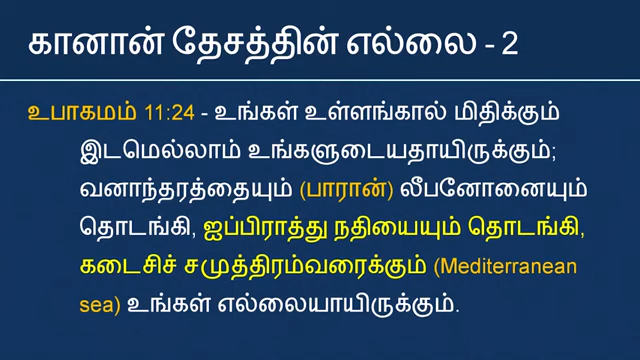 கானான் தேசத்தின் எல்லை - 2
உபாகமம் 11:24 - உங்கள் உள்ளங்கால் மிதிக்கும்
இடமெல்லாம் உங்களுடையதாயிருக்கும்;
வனாந்தரத்தையும் (பாரான்) லீபனோனையும்
தொடங்கி, ஐப்பிராத்து நதியையும் தொடங்கி,
கடைசிச் சமுத்திரம்வரைக்கும் (Mediterranean
sea) உங்கள் எல்லையாயிருக்கும்.